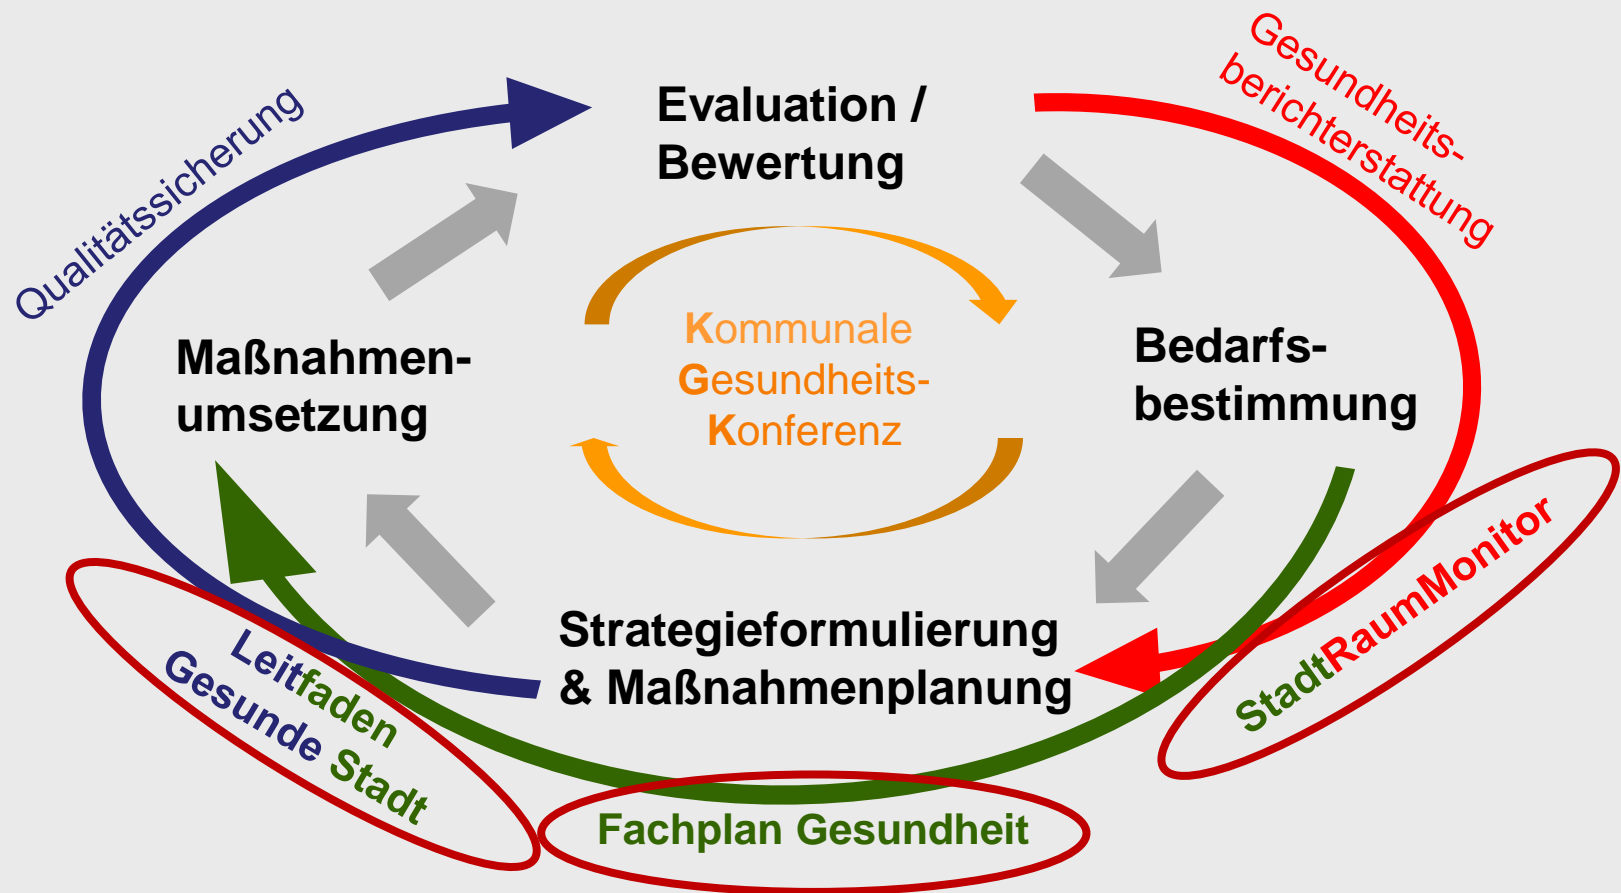 Evaluation /
Bewertung
Gesundheits-
berichterstattung
Qualitätssicherung
Kommunale
Gesundheits-
Konferenz
Bedarfs-
bestimmung
Maßnahmen-
umsetzung
Strategieformulierung
& Maßnahmenplanung
StadtRaumMonitor
Leitfaden
Gesunde Stadt
Fachplan Gesundheit